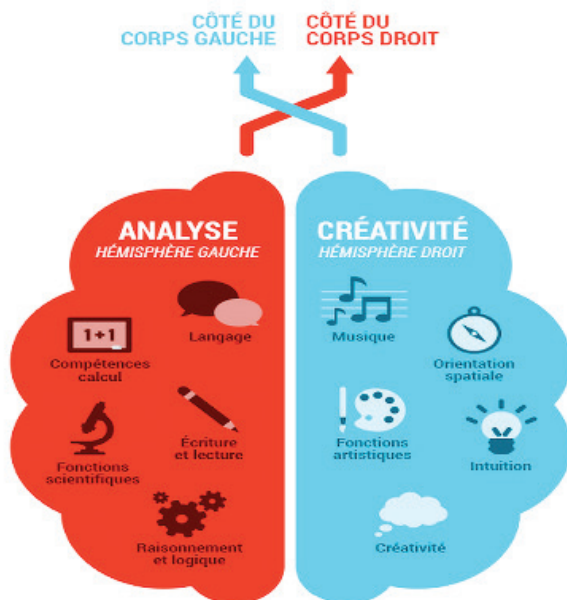 CÔTÉ DU
CORPS GAUCHE
CÔTÉ DU
CORPS DROIT
ANALYSE
HÉMISPHÈRE GAUCHE
CRÉATIVITÉ
HÉMISPHÈRE DROIT
1+1
Compétences
calcul
Langage
Musique
Orientation
spatiale
Fonctions
scientifiques
Écriture
et lecture
Fonctions
artistiques
Intuition
Raisonnement
et logique
Créativité